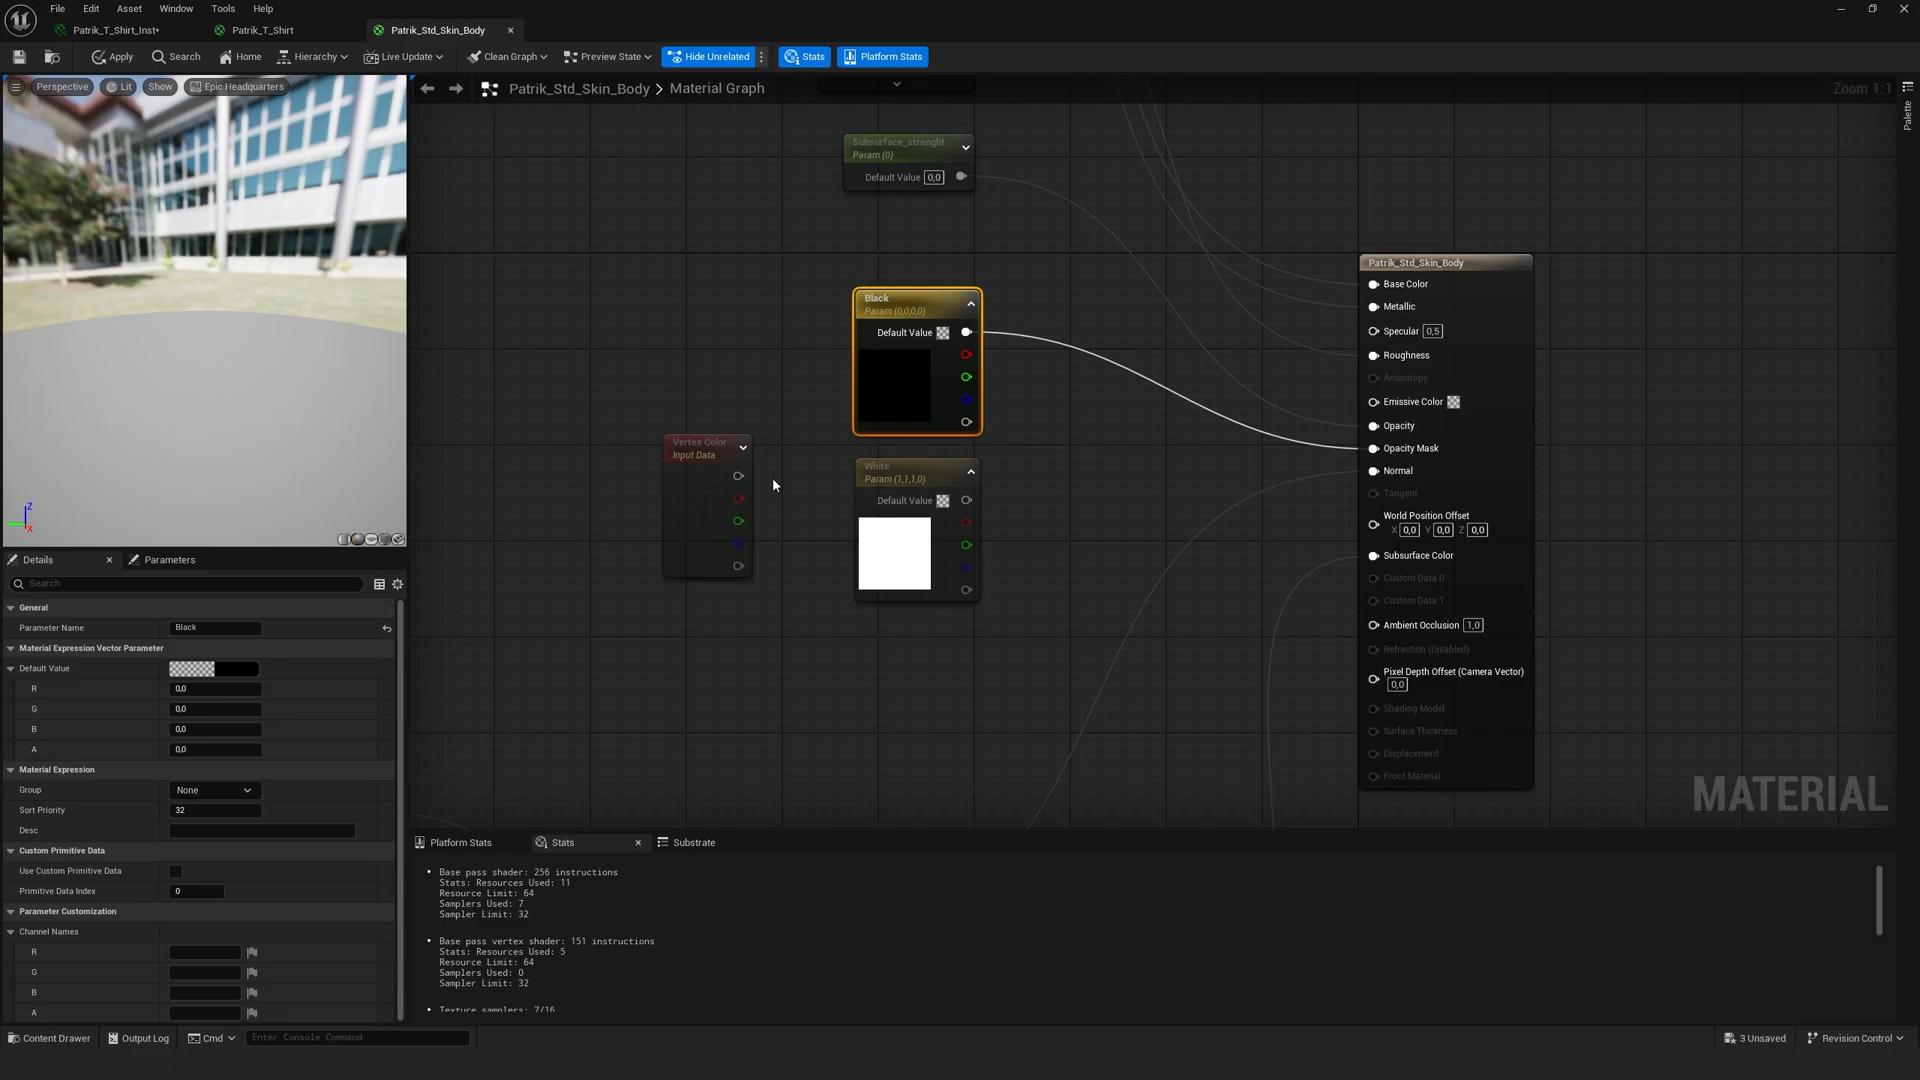 File Edit Asset Window Tools Help
Patrik_T_Shirt_Inst* Patrik_T_Shirt Patrik_Std_Skin_Body
Apply Search Home Hierarchy Live Update Clean Graph Preview State Hide Unrelated Stats Platform Stats
Perspective Lit Show Epic Headquarters
Patrik_Std_Skin_Body > Material Graph
Zoom 1:1
Palette
Subsurface_strenght
Param (0)
Default Value 0,0
Black
Param (0,0,0,0)
Default Value
Vertex Color
Input Data
White
Param (1,1,1,0)
Default Value
Patrik_Std_Skin_Body
Base Color
Metallic
Specular 0,5
Roughness
Anisotropy
Emissive Color
Opacity
Opacity Mask
Normal
Tangent
World Position Offset
X 0,0 Y 0,0 Z 0,0
Subsurface Color
Custom Data 0
Custom Data 1
Ambient Occlusion 1,0
Refraction (Disabled)
Pixel Depth Offset (Camera Vector)
0,0
Shading Model
Surface Thickness
Displacement
Front Material
MATERIAL
Z
X
Details Parameters
Search
General
Parameter Name Black
Material Expression Vector Parameter
Default Value
R 0,0
G 0,0
B 0,0
A 0,0
Material Expression
Group None
Sort Priority 32
Desc
Custom Primitive Data
Use Custom Primitive Data
Primitive Data Index 0
Parameter Customization
Channel Names
R
G
B
A
Platform Stats Stats Substrate
• Base pass shader: 256 instructions
Stats: Resources Used: 11
Resource Limit: 64
Samplers Used: 7
Sampler Limit: 32
• Base pass vertex shader: 151 instructions
Stats: Resources Used: 5
Resource Limit: 64
Samplers Used: 0
Sampler Limit: 32
• Texture samplers: 7/16
Content Drawer Output Log Cmd Enter Console Command
3 Unsaved Revision Control